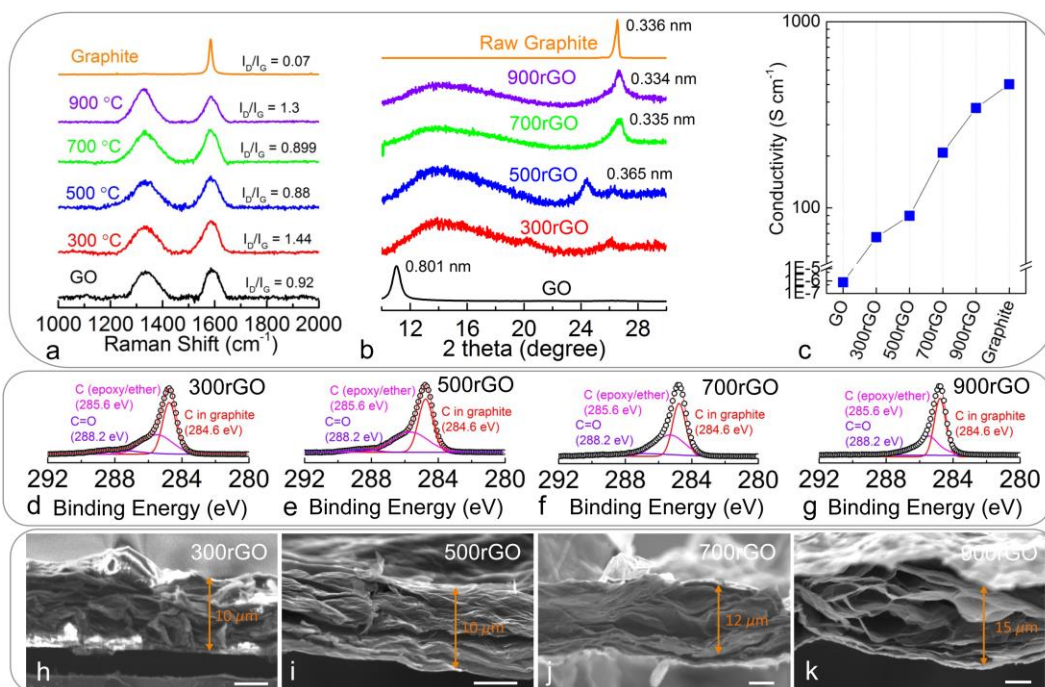 Graphite
I_D/I_G = 0.07
900 °C
I_D/I_G = 1.3
700 °C
I_D/I_G = 0.899
500 °C
I_D/I_G = 0.88
300 °C
I_D/I_G = 1.44
GO
I_D/I_G = 0.92
1000 1200 1400 1600 1800 2000
a Raman Shift (cm⁻¹)
0.336 nm
Raw Graphite
900rGO
0.334 nm
700rGO
0.335 nm
500rGO
0.365 nm
300rGO
0.801 nm
GO
12 16 20 24 28
b 2 theta (degree)
Conductivity (S cm⁻¹)
1000
100
1E-5
1E-6
1E-7
GO
300rGO
500rGO
700rGO
900rGO
Graphite
c
300rGO
C (epoxy/ether)
(285.6 eV)
C=O
(288.2 eV)
C in graphite
(284.6 eV)
292 288 284 280
d Binding Energy (eV)
500rGO
C (epoxy/ether)
(285.6 eV)
C=O
(288.2 eV)
C in graphite
(284.6 eV)
292 288 284 280
e Binding Energy (eV)
700rGO
C (epoxy/ether)
(285.6 eV)
C=O
(288.2 eV)
C in graphite
(284.6 eV)
292 288 284 280
f Binding Energy (eV)
900rGO
C (epoxy/ether)
(285.6 eV)
C=O
(288.2 eV)
C in graphite
(284.6 eV)
292 288 284 280
g Binding Energy (eV)
300rGO
10 μm
h
500rGO
10 μm
i
700rGO
12 μm
j
900rGO
15 μm
k